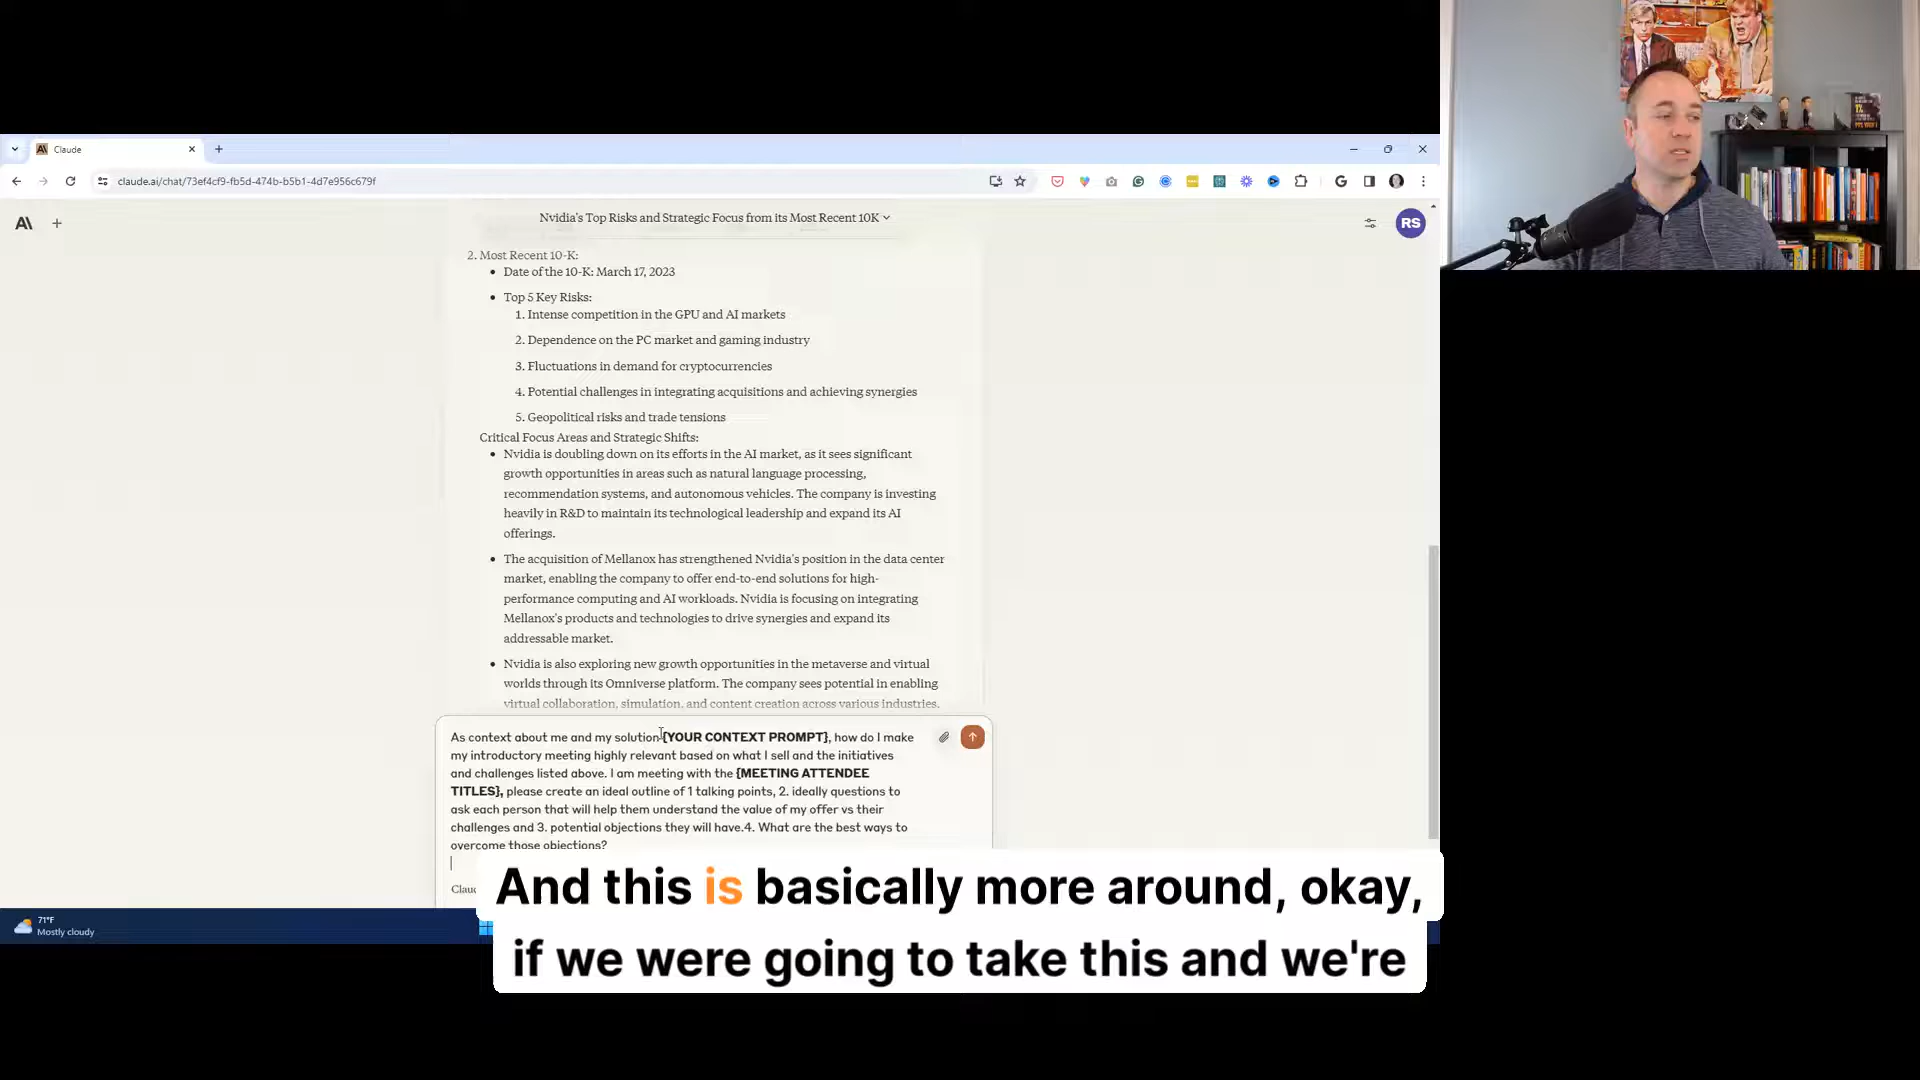 Claude
claude.ai/chat/73ef4cf9-fb5d-474b-b5b1-4d7e956c679f
A\
RS
Nvidia's Top Risks and Strategic Focus from its Most Recent 10K
2. Most Recent 10-K:
• Date of the 10-K: March 17, 2023
• Top 5 Key Risks:
1. Intense competition in the GPU and AI markets
2. Dependence on the PC market and gaming industry
3. Fluctuations in demand for cryptocurrencies
4. Potential challenges in integrating acquisitions and achieving synergies
5. Geopolitical risks and trade tensions
Critical Focus Areas and Strategic Shifts:
• Nvidia is doubling down on its efforts in the AI market, as it sees significant
growth opportunities in areas such as natural language processing,
recommendation systems, and autonomous vehicles. The company is investing
heavily in R&D to maintain its technological leadership and expand its AI
offerings.
• The acquisition of Mellanox has strengthened Nvidia's position in the data center
market, enabling the company to offer end-to-end solutions for high-
performance computing and AI workloads. Nvidia is focusing on integrating
Mellanox's products and technologies to drive synergies and expand its
addressable market.
• Nvidia is also exploring new growth opportunities in the metaverse and virtual
worlds through its Omniverse platform. The company sees potential in enabling
virtual collaboration, simulation, and content creation across various industries.
As context about me and my solution {YOUR CONTEXT PROMPT}, how do I make
my introductory meeting highly relevant based on what I sell and the initiatives
and challenges listed above. I am meeting with the {MEETING ATTENDEE
TITLES}, please create an ideal outline of 1 talking points, 2. ideally questions to
ask each person that will help them understand the value of my offer vs their
challenges and 3. potential objections they will have.4. What are the best ways to
overcome those objections?
71°F
Mostly cloudy
And this is basically more around, okay,
if we were going to take this and we're